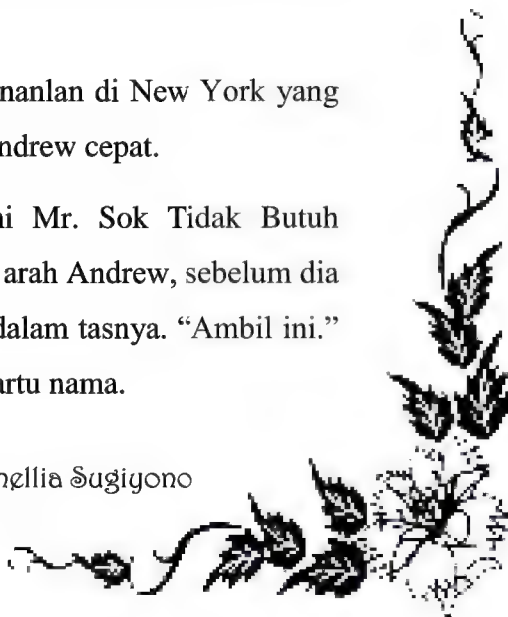 nanlan di New York yang
ndrew cepat.
ni Mr. Sok Tidak Butuh
arah Andrew, sebelum dia
dalam tasnya. “Ambil ini.”
artu nama.
nellia Sugiyono